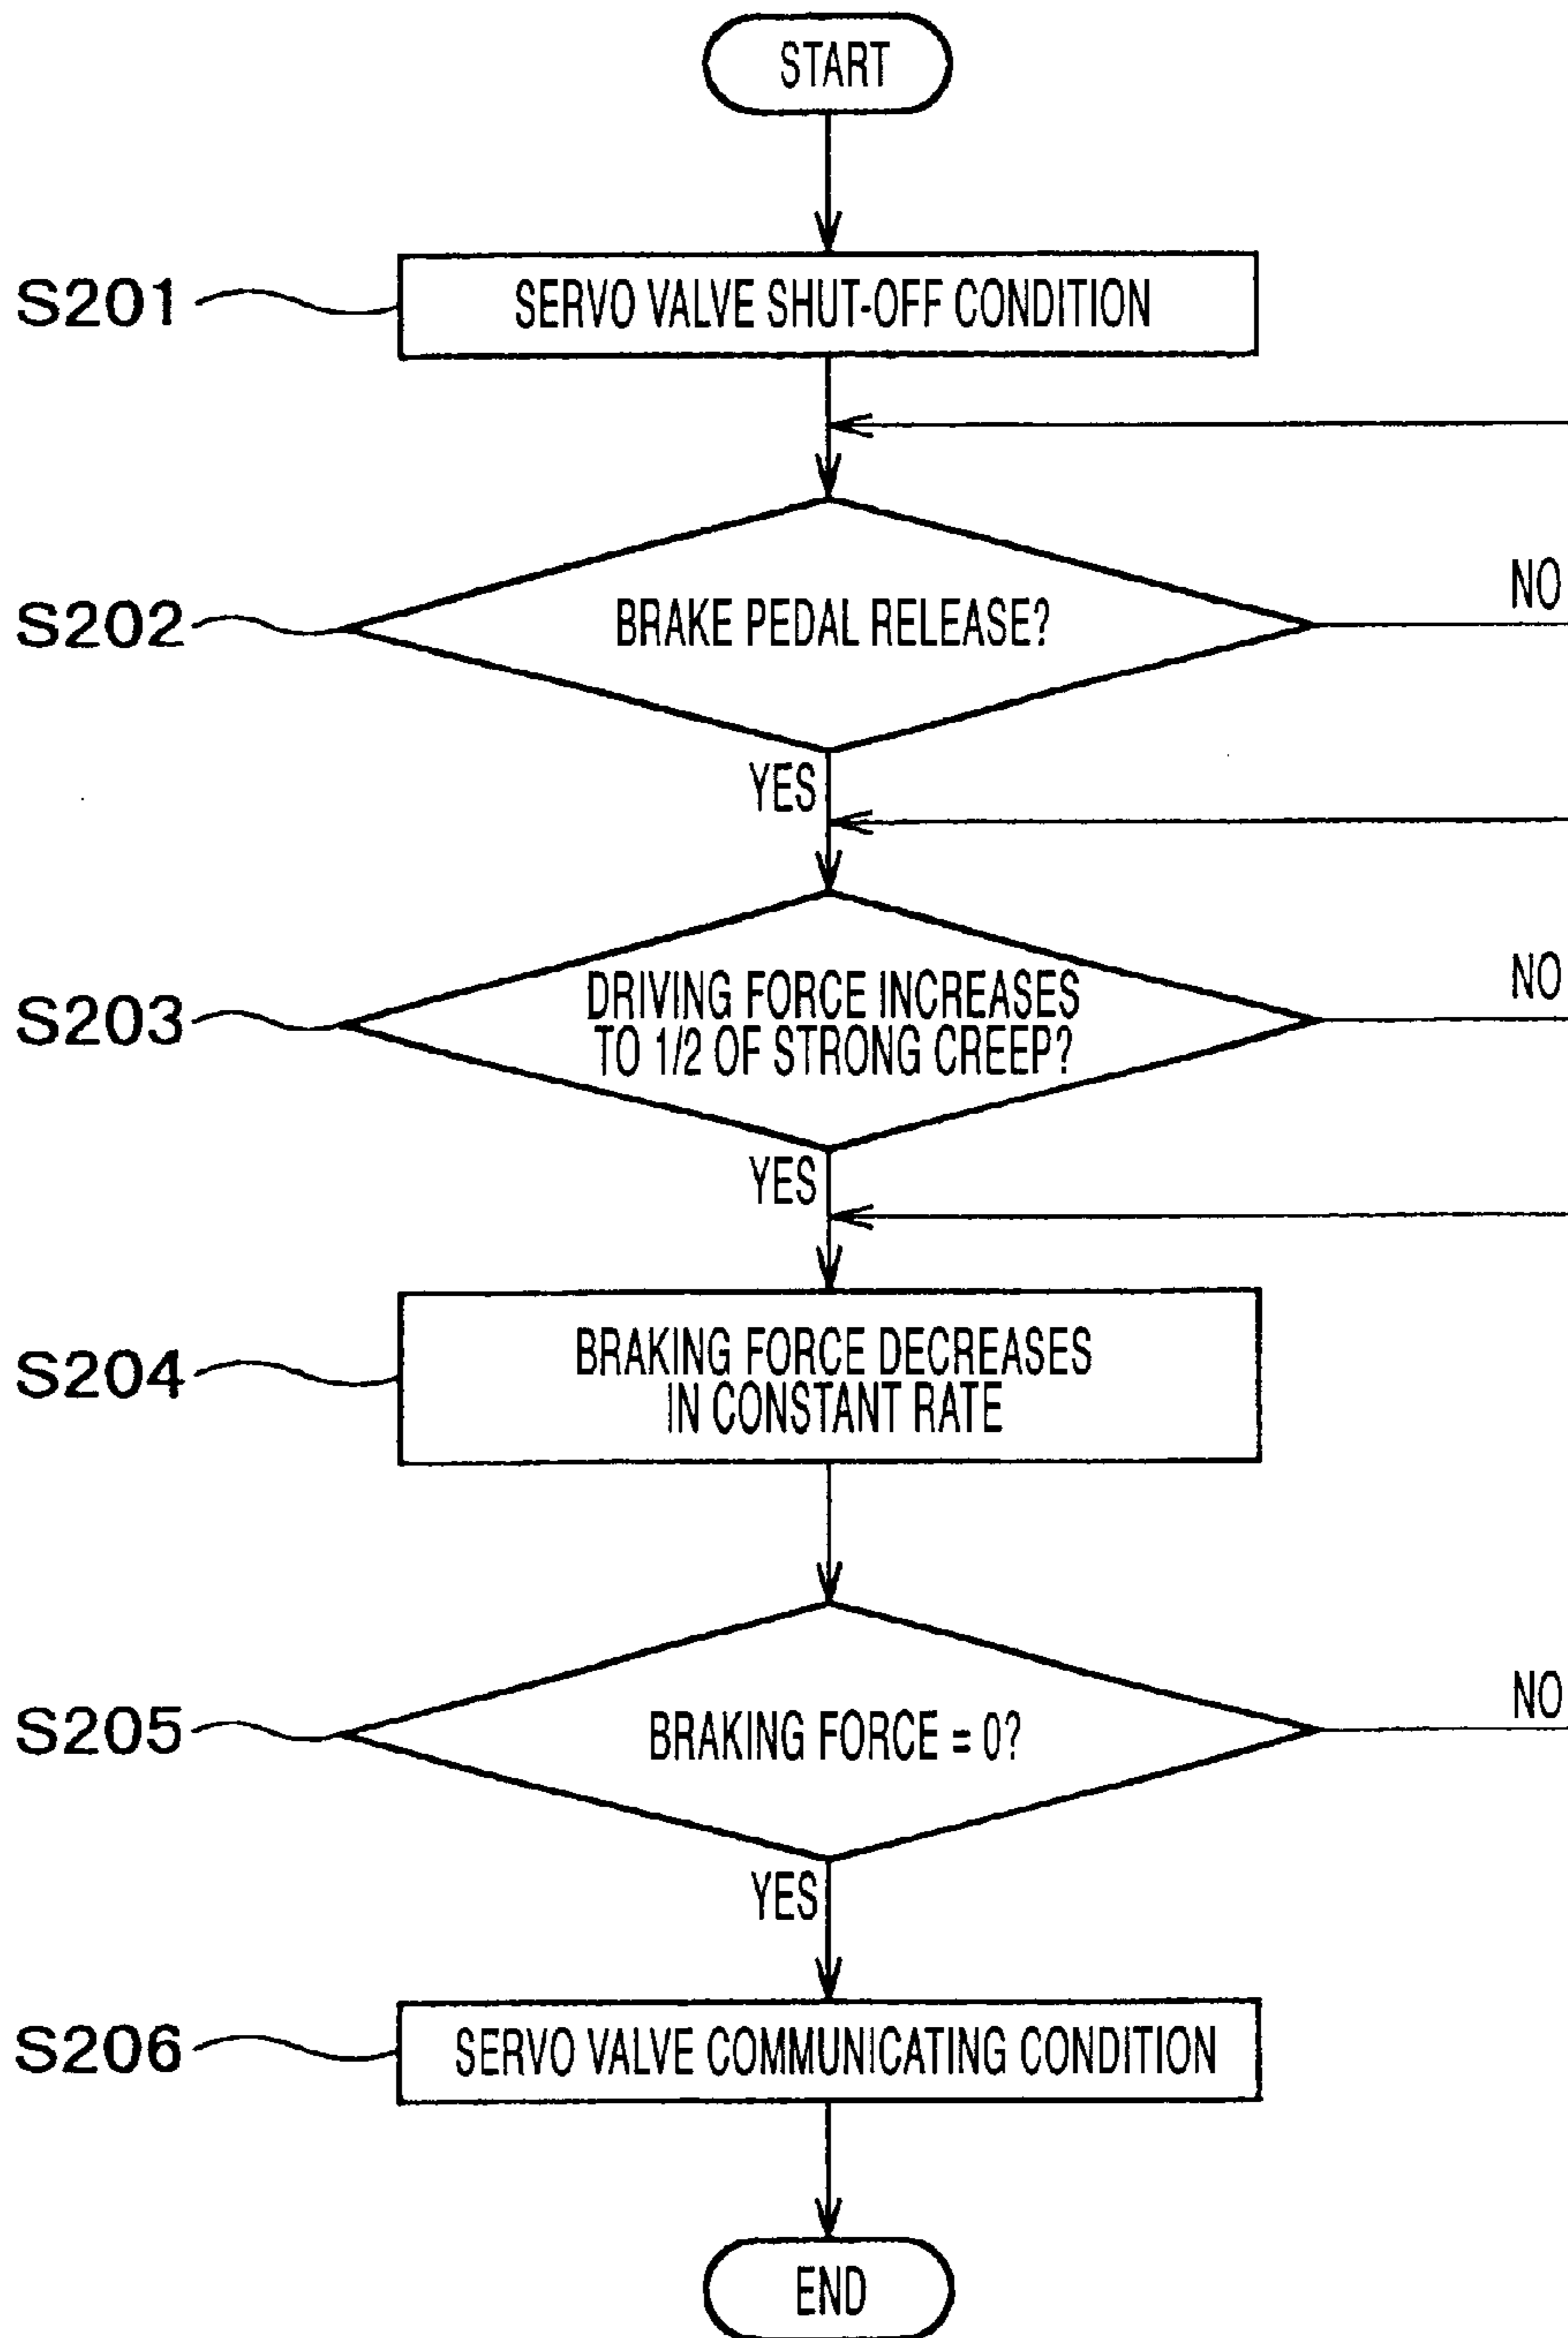 START
S201
SERVO VALVE SHUT-OFF CONDITION
S202
BRAKE PEDAL RELEASE?
NO
YES
S203
DRIVING FORCE INCREASES
TO 1/2 OF STRONG CREEP?
NO
YES
S204
BRAKING FORCE DECREASES
IN CONSTANT RATE
S205
BRAKING FORCE = 0?
NO
YES
S206
SERVO VALVE COMMUNICATING CONDITION
END